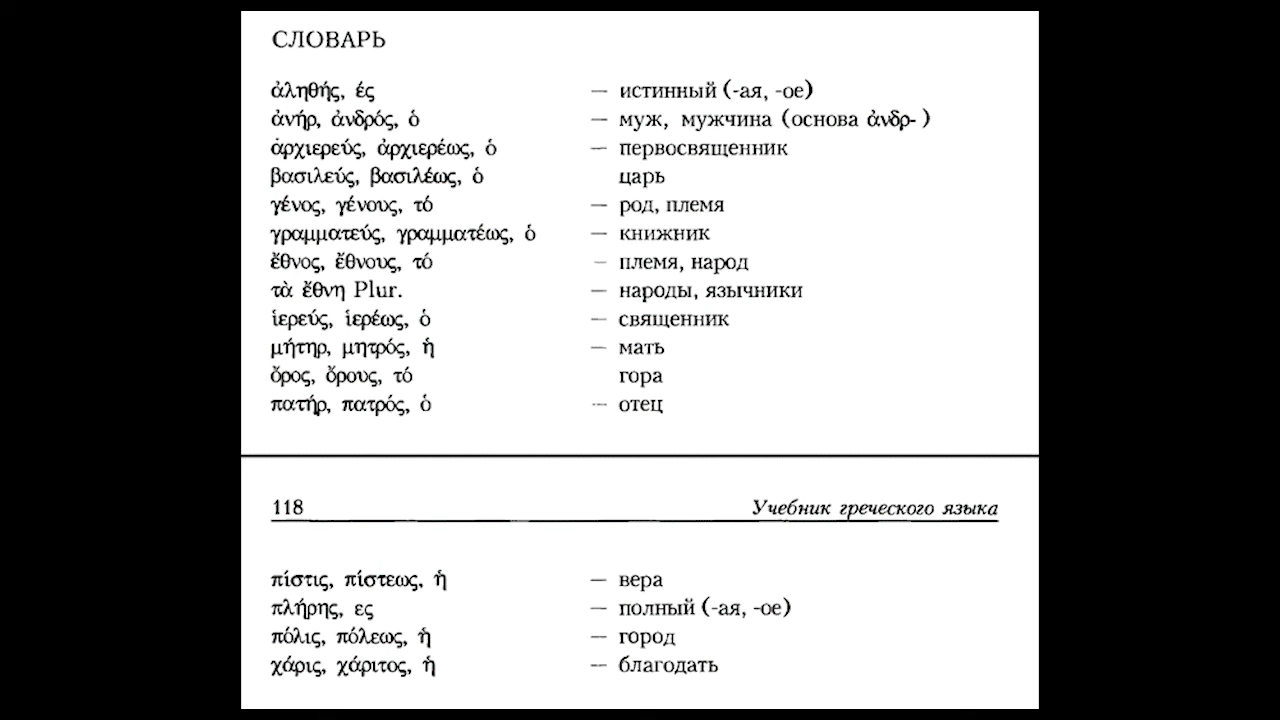 СЛОВАРЬ
ἀληθής, ές — истинный (-ая, -ое)
ἀνήρ, ἀνδρός, ὁ — муж, мужчина (основа ἀνδρ- )
ἀρχιερεύς, ἀρχιερέως, ὁ — первосвященник
βασιλεύς, βασιλέως, ὁ царь
γένος, γένους, τό — род, племя
γραμματεύς, γραμματέως, ὁ — книжник
ἔθνος, ἔθνους, τό – племя, народ
τὰ ἔθνη Plur. — народы, язычники
ἱερεύς, ἱερέως, ὁ — священник
μήτηρ, μητρός, ἡ — мать
ὄρος, ὄρους, τό гора
πατήρ, πατρός, ὁ — отец
118 Учебник греческого языка
πίστις, πίστεως, ἡ — вера
πλήρης, ες — полный (-ая, -ое)
πόλις, πόλεως, ἡ — город
χάρις, χάριτος, ἡ — благодать